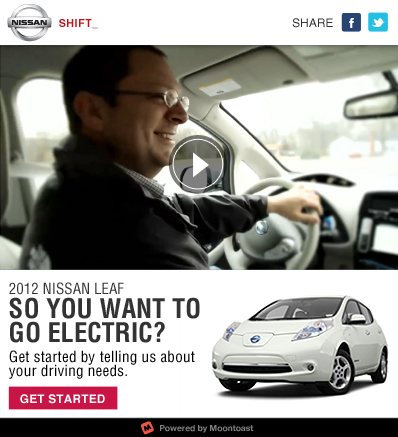 NISSAN
SHIFT_
SHARE
2012 NISSAN LEAF
SO YOU WANT TO
GO ELECTRIC?
Get started by telling us about
your driving needs.
GET STARTED
Powered by Moontoast